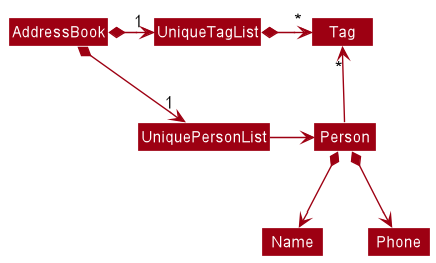 AddressBook 1 UniqueTagList * Tag
*
1
UniquePersonList Person
Name Phone